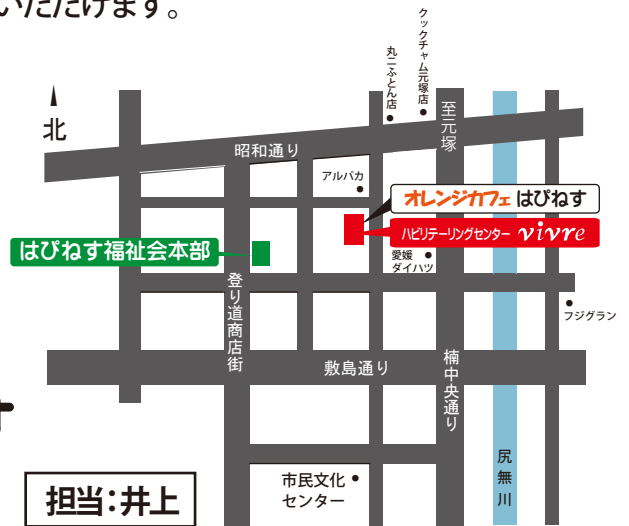 いただけます。
クックチャム元塚店
丸二ふとん店
至元塚
北
昭和通り
アルパカ
オレンジカフェ はぴねす
ハビリテーリングセンター vivre
はぴねす福祉会本部
愛媛
ダイハツ
登り道商店街
フジグラン
敷島通り
楠中央通り
尻無川
市民文化
センター
担当:井上